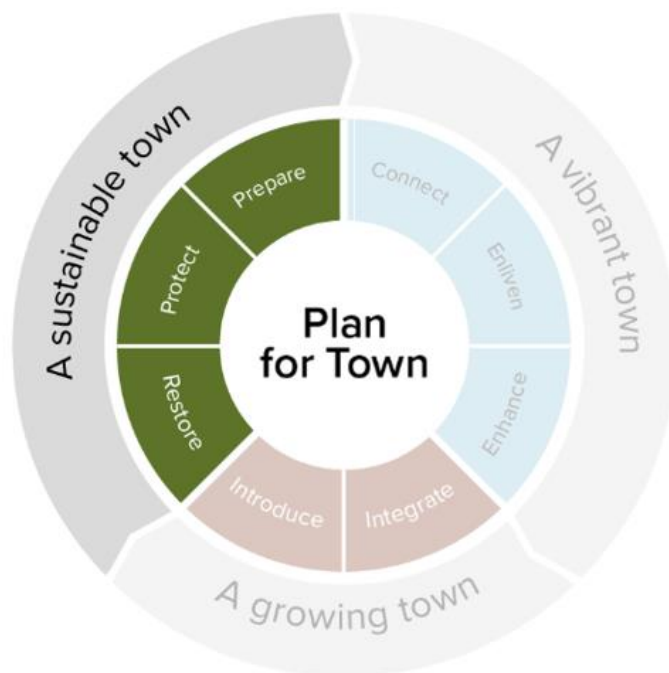 Plan
for Town
A sustainable town
Prepare
Protect
Restore
A vibrant town
Connect
Enliven
Enhance
A growing town
Integrate
Introduce